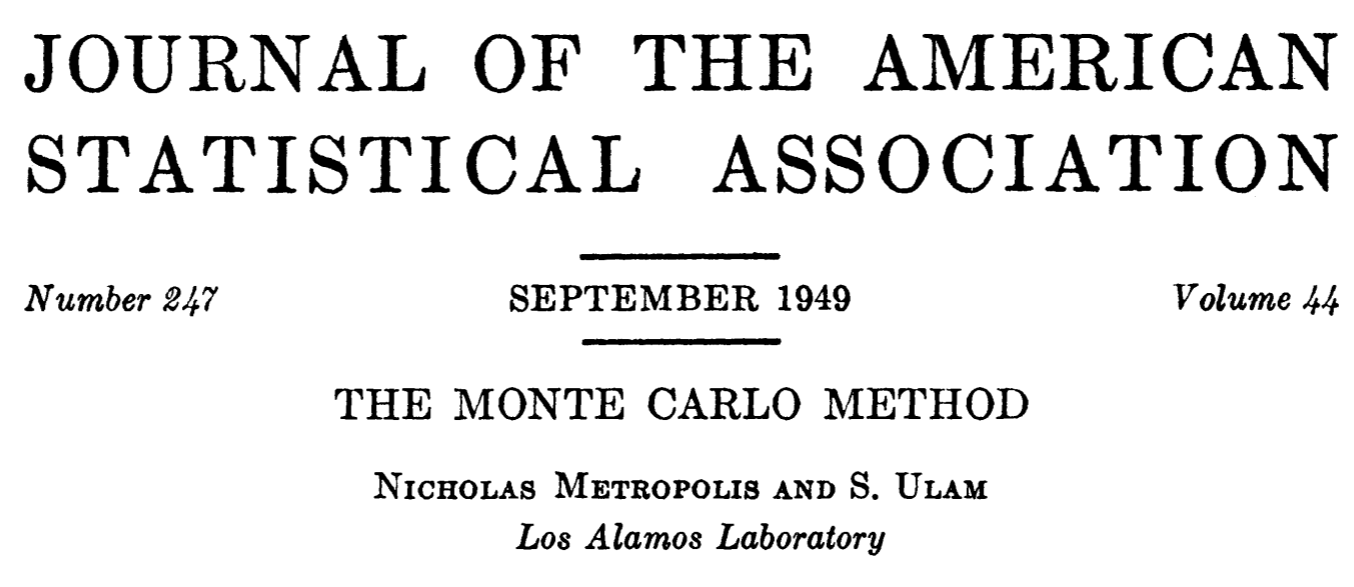 JOURNAL OF THE AMERICAN
STATISTICAL ASSOCIATION
Number 247 SEPTEMBER 1949 Volume 44
THE MONTE CARLO METHOD
NICHOLAS METROPOLIS AND S. ULAM
Los Alamos Laboratory